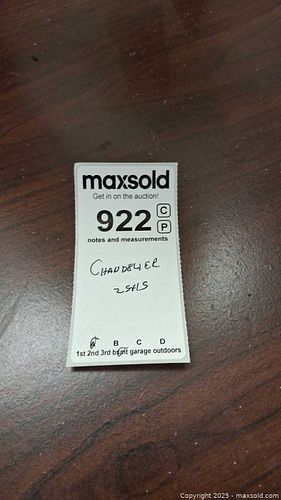 maxsold
Get in on the auction!
922 C P
notes and measurements
CHANDELIER
A B C D
1st 2nd 3rd bsmt garage outdoors
Copyright © 2025 - maxsold.com